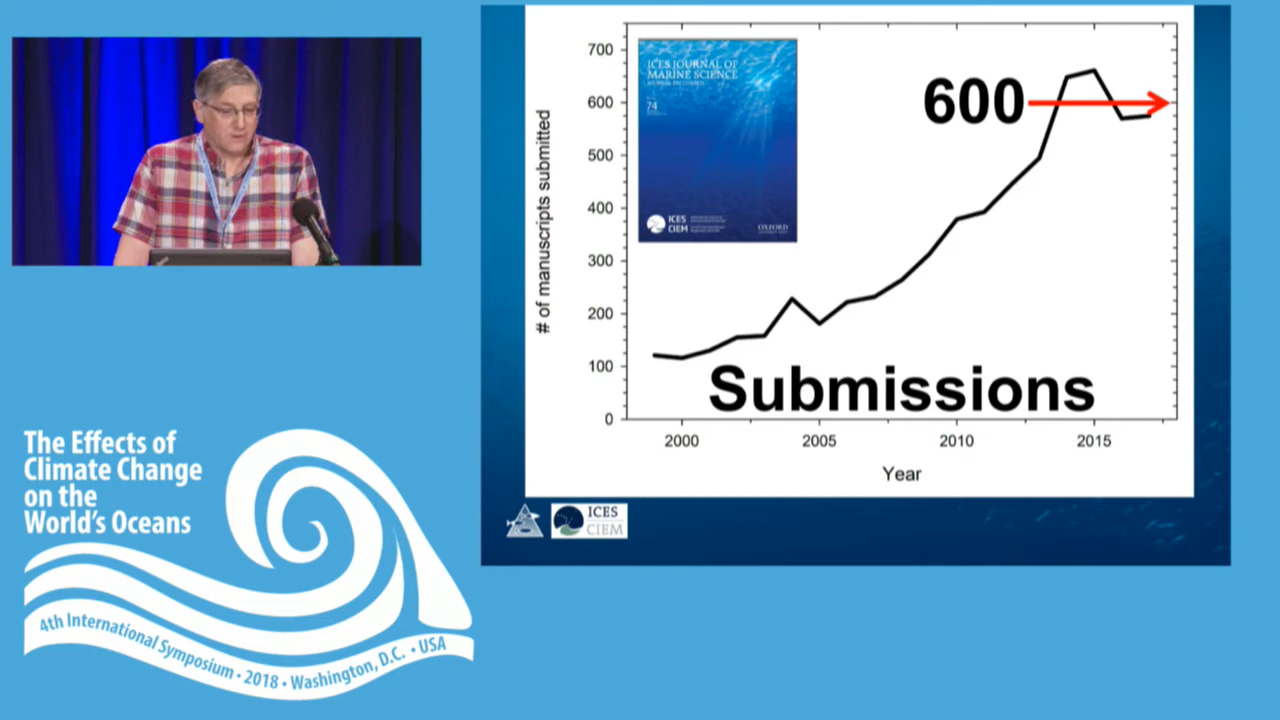 # of manuscripts submitted
700
600
500
400
300
200
100
0
2000
2005
2010
2015
Year
ICES JOURNAL OF
MARINE SCIENCE
74
ICES
CIEM
OXFORD
600
Submissions
ICES
CIEM
The Effects of
Climate Change
on the
World's Oceans
4th International Symposium • 2018 • Washington, D.C. • USA